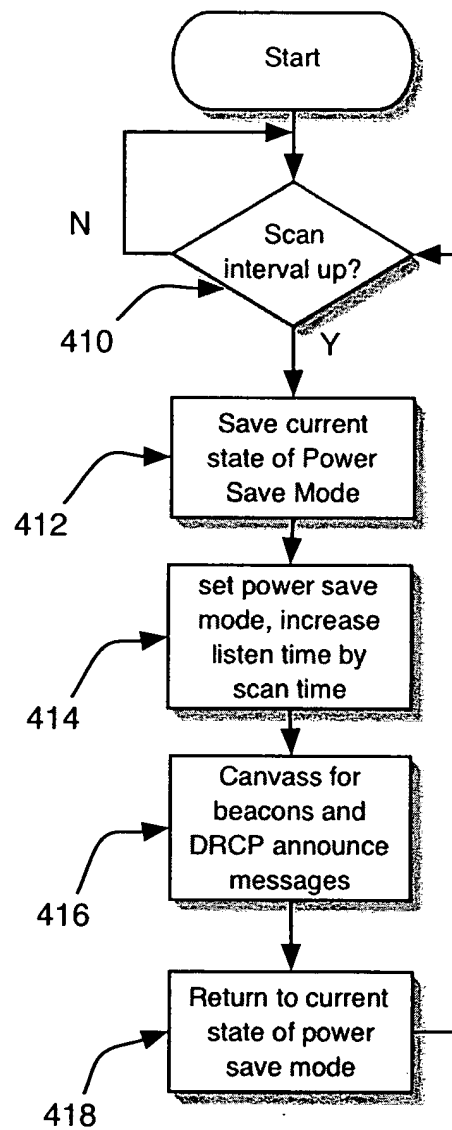 Start
N
Scan
interval up?
410
Y
Save current
state of Power
Save Mode
412
set power save
mode, increase
listen time by
scan time
414
Canvass for
beacons and
DRCP announce
messages
416
Return to current
state of power
save mode
418